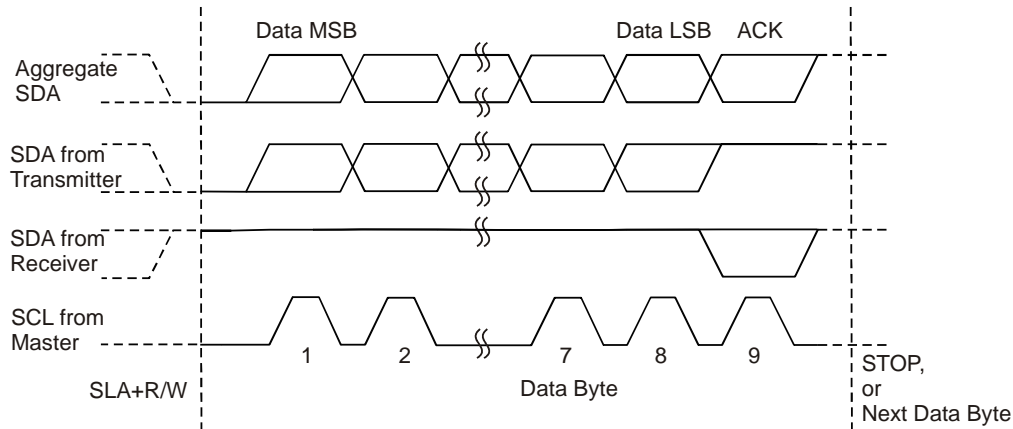 Data MSB
Data LSB
ACK
Aggregate
SDA
SDA from
Transmitter
SDA from
Receiver
SCL from
Master
1
2
7
8
9
SLA+R/W
Data Byte
STOP,
or
Next Data Byte